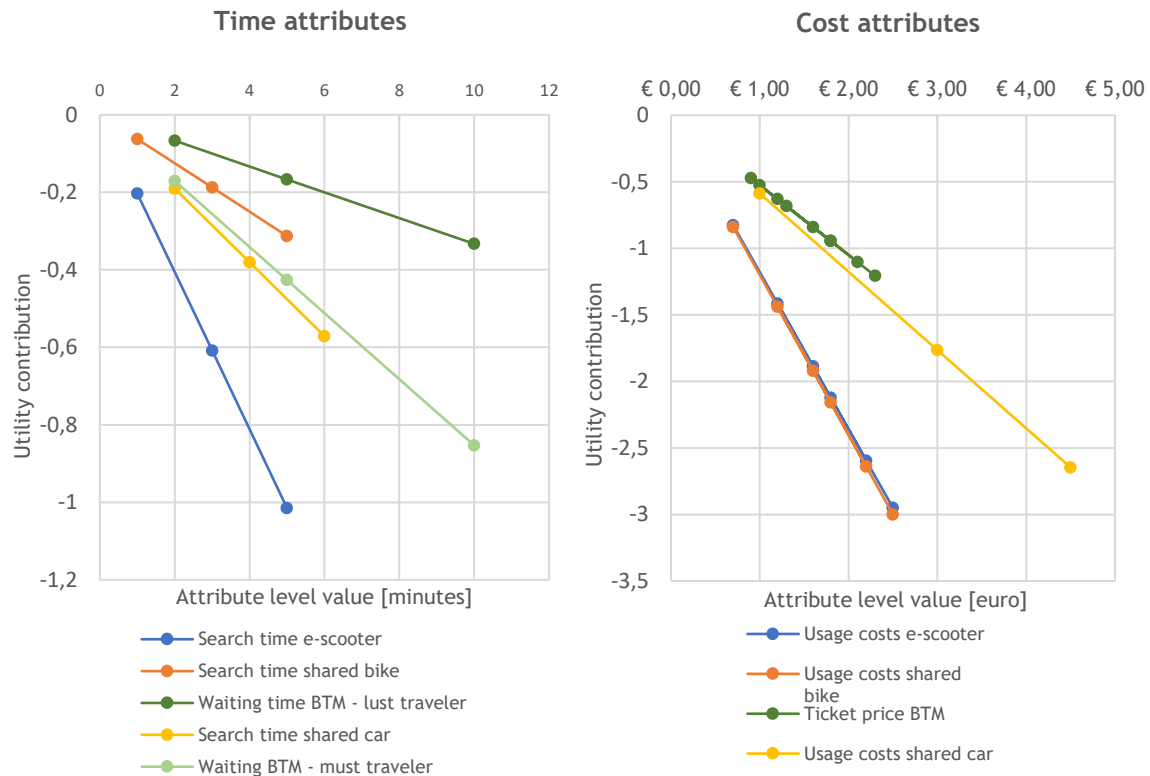 Time attributes
0 2 4 6 8 10 12
0
-0,2
-0,4
-0,6
-0,8
-1
-1,2
Utility contribution
Attribute level value [minutes]
Search time e-scooter
Search time shared bike
Waiting time BTM - lust traveler
Search time shared car
Waiting BTM - must traveler
Cost attributes
€ 0,00 € 1,00 € 2,00 € 3,00 € 4,00 € 5,00
0
-0,5
-1
-1,5
-2
-2,5
-3
-3,5
Utility contribution
Attribute level value [euro]
Usage costs e-scooter
Usage costs shared
bike
Ticket price BTM
Usage costs shared car